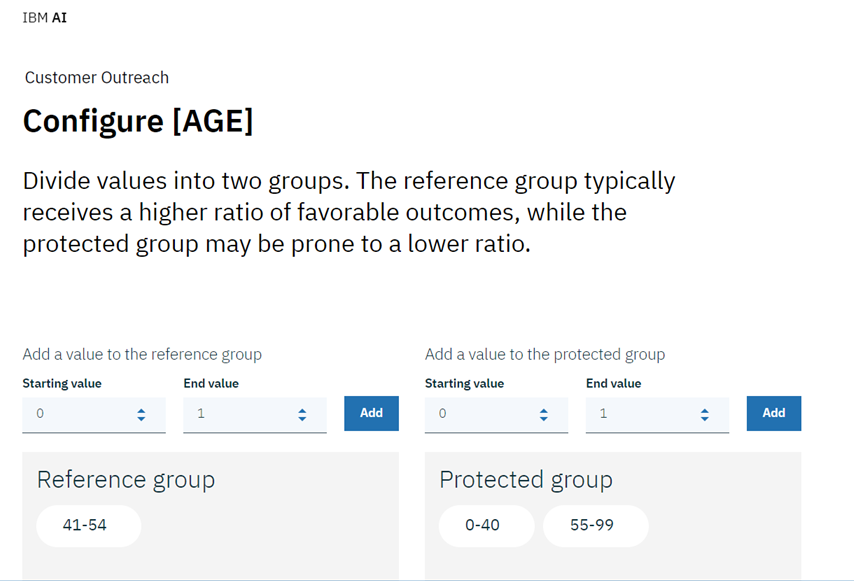 IBM AI
Customer Outreach
Configure [AGE]
Divide values into two groups. The reference group typically
receives a higher ratio of favorable outcomes, while the
protected group may be prone to a lower ratio.
Add a value to the reference group
Starting value
End value
0
1
Add
Reference group
41-54
Add a value to the protected group
Starting value
End value
0
1
Add
Protected group
0-40
55-99